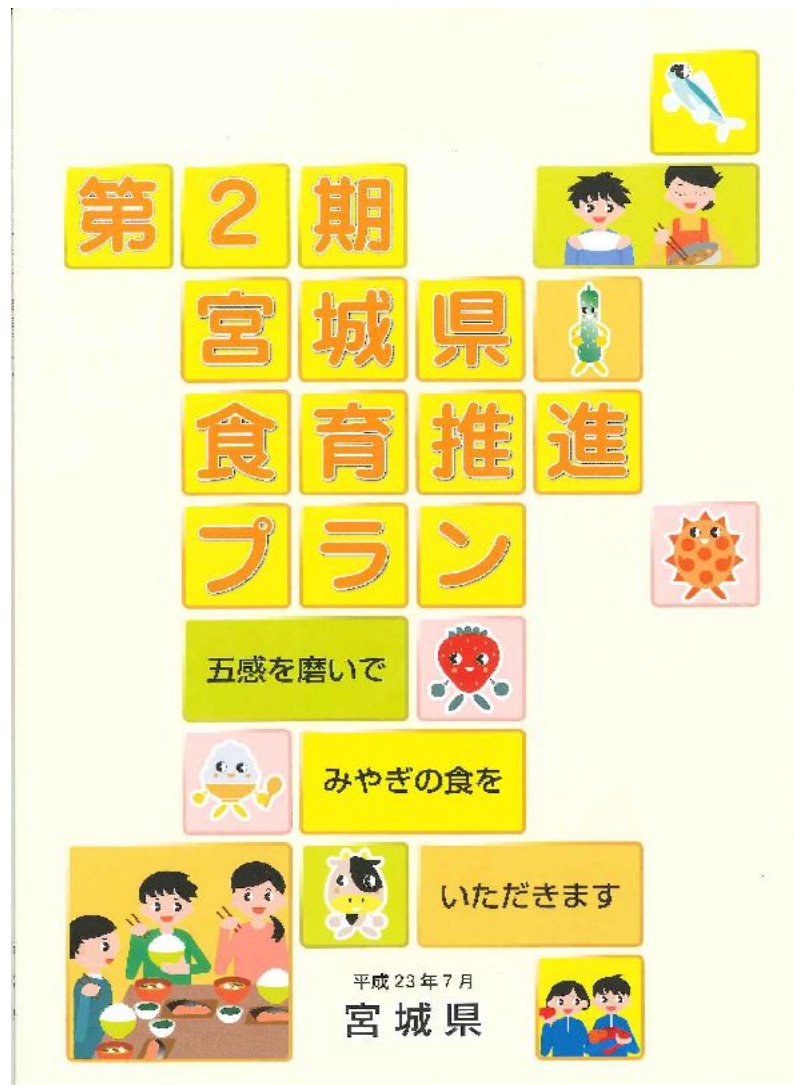 第2期
宮城県
食育推進
プラン
五感を磨いで
みやぎの食を
いただきます
平成23年7月
宮城県